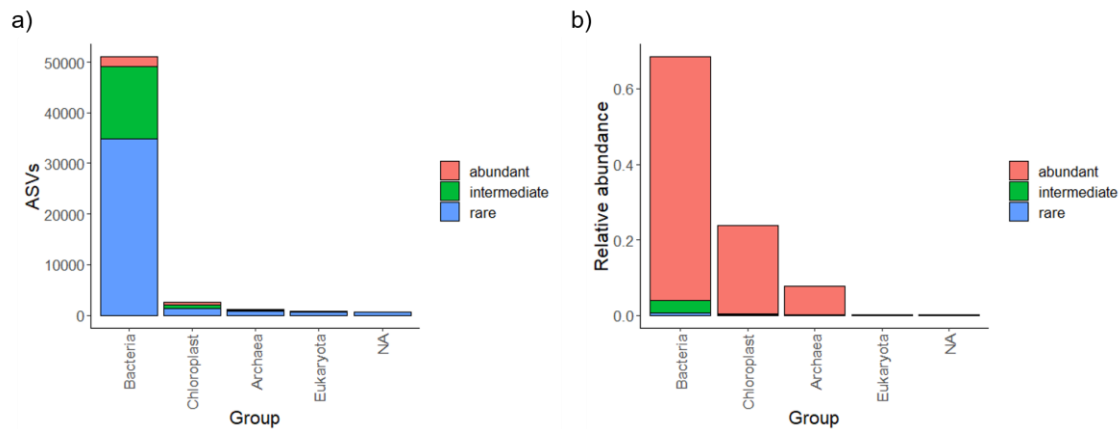 a)
ASVs
50000
40000
30000
20000
10000
0
Bacteria
Chloroplast
Archaea
Eukaryota
NA
Group
abundant
intermediate
rare
b)
Relative abundance
0.6
0.4
0.2
0.0
Bacteria
Chloroplast
Archaea
Eukaryota
NA
Group
abundant
intermediate
rare